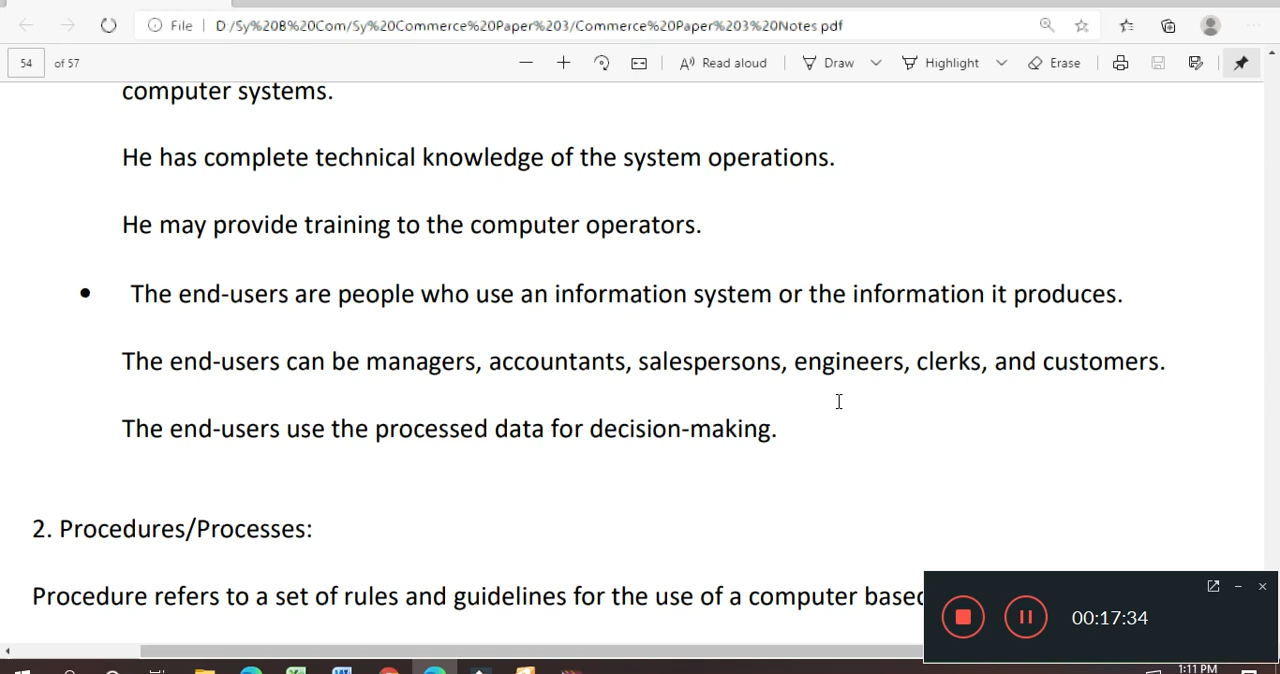 File D:/Sy%20B%20Com/Sy%20Commerce%20Paper%203/Commerce%20Paper%203%20Notes pdf
54 of 57 Read aloud Draw Highlight Erase
computer systems.
He has complete technical knowledge of the system operations.
He may provide training to the computer operators.
• The end-users are people who use an information system or the information it produces.
The end-users can be managers, accountants, salespersons, engineers, clerks, and customers.
The end-users use the processed data for decision-making.
2. Procedures/Processes:
Procedure refers to a set of rules and guidelines for the use of a computer based
00:17:34
1:11 PM